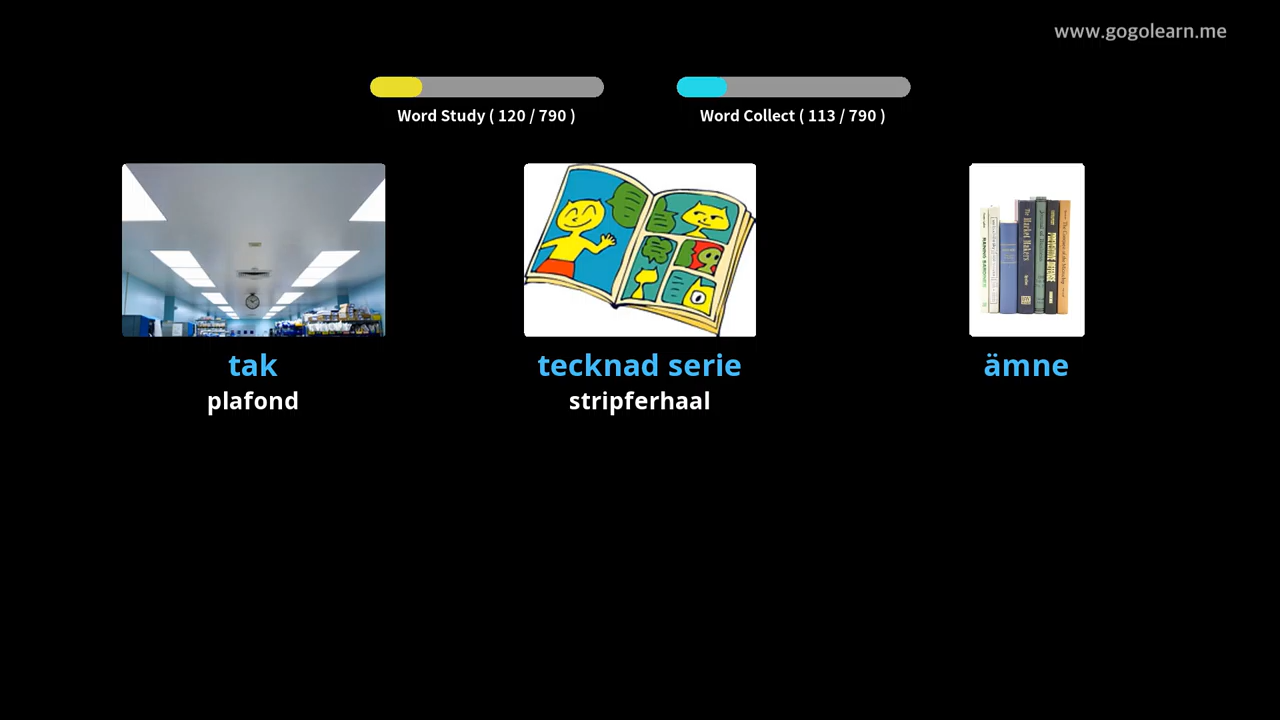 www.gogolearn.me
Word Study ( 120 / 790 )
Word Collect ( 113 / 790 )
tak
tecknad serie
ämne
plafond
stripferhaal